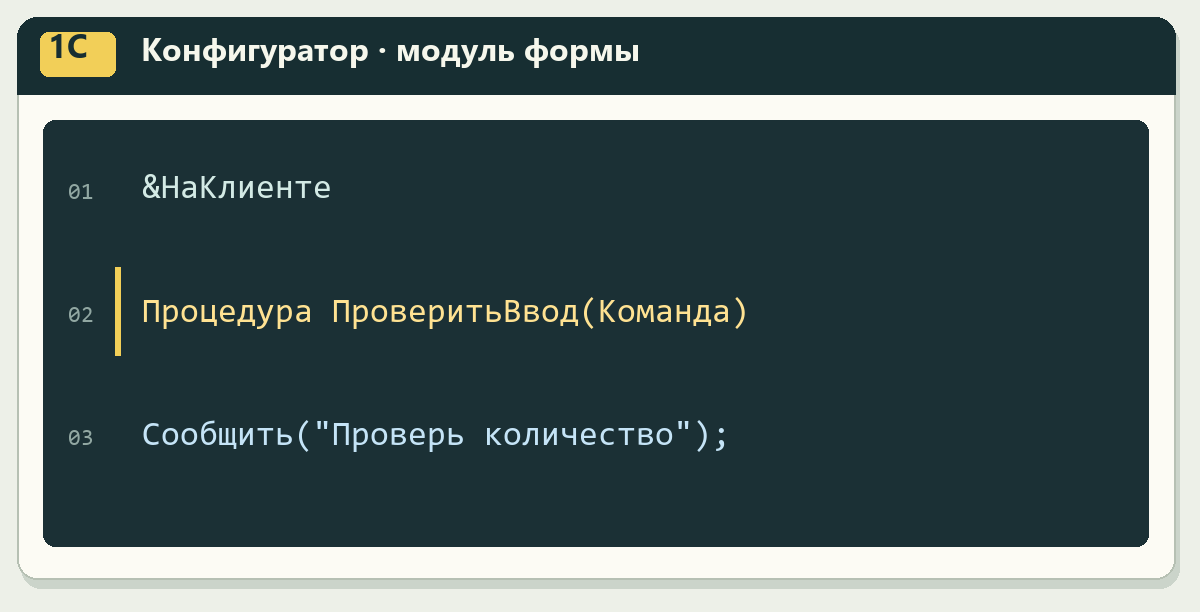 1С
Конфигуратор · модуль формы
01 &НаКлиенте
02 Процедура ПроверитьВвод(Команда)
03 Сообщить("Проверь количество");